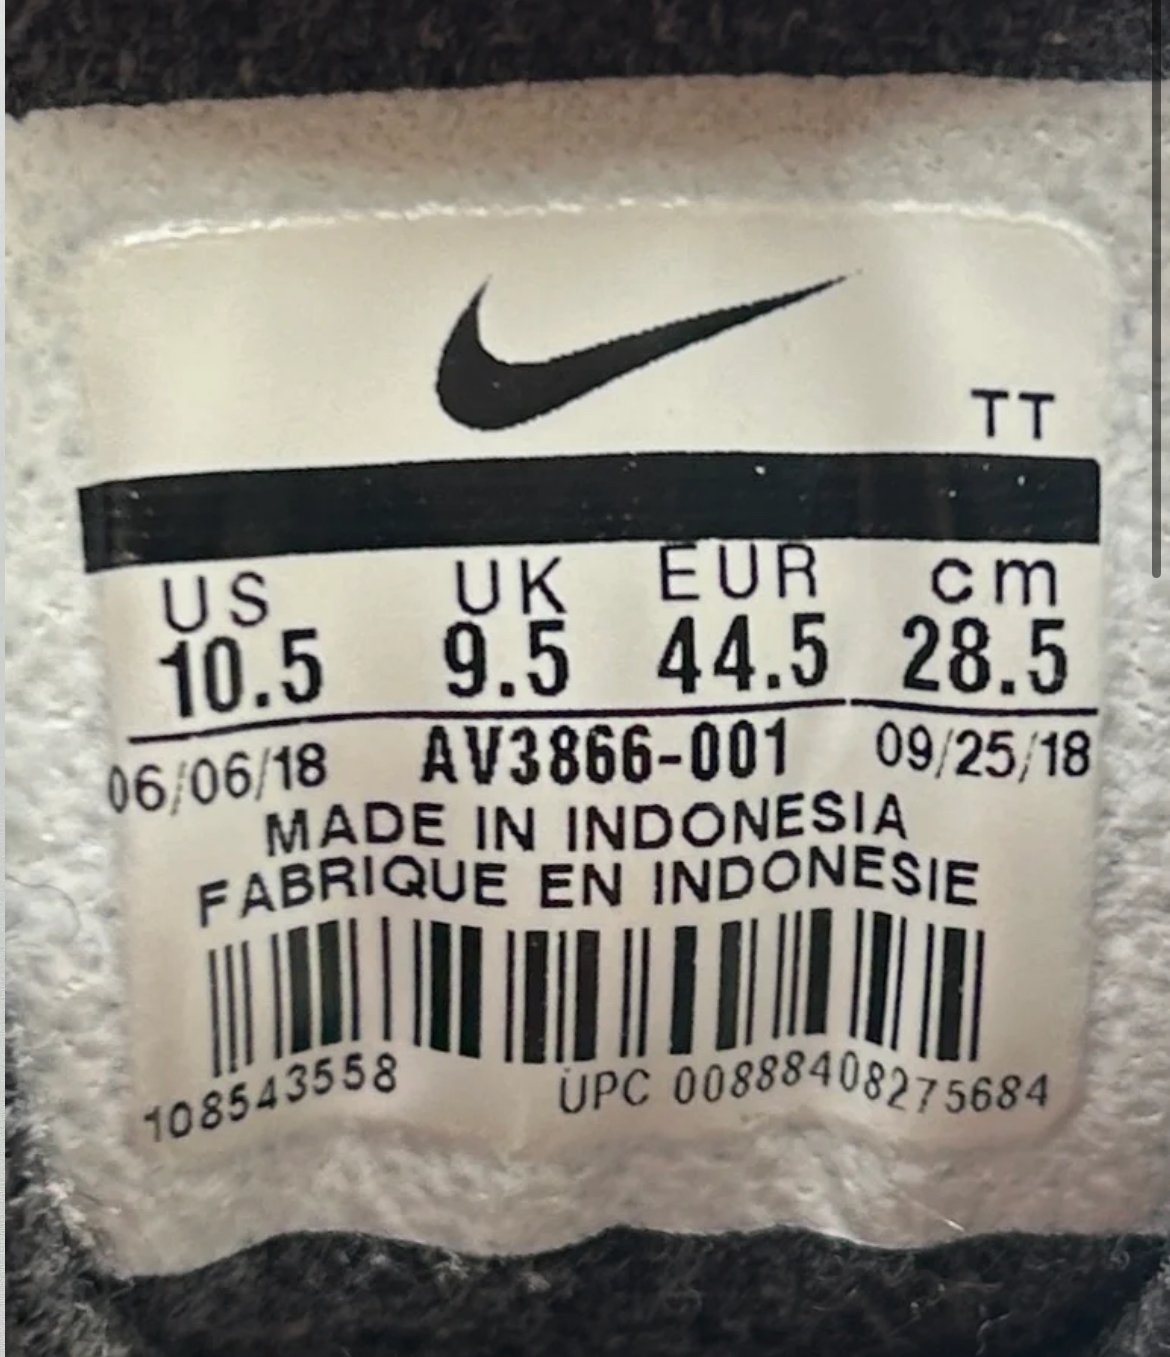 TT
US UK EUR cm
10.5 9.5 44.5 28.5
06/06/18 AV3866-001 09/25/18
MADE IN INDONESIA
FABRIQUE EN INDONESIE
108543558 UPC 00888408275684